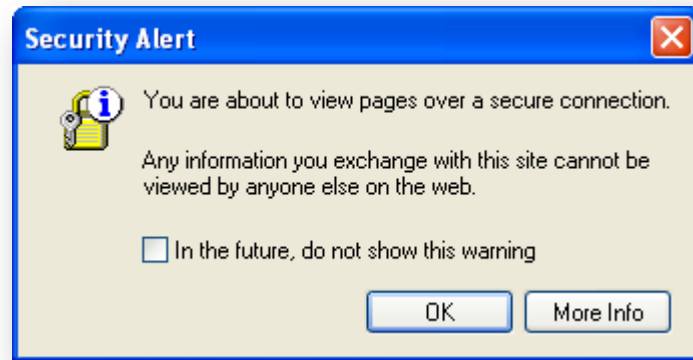 Security Alert
You are about to view pages over a secure connection.
Any information you exchange with this site cannot be
viewed by anyone else on the web.
In the future, do not show this warning
OK More Info